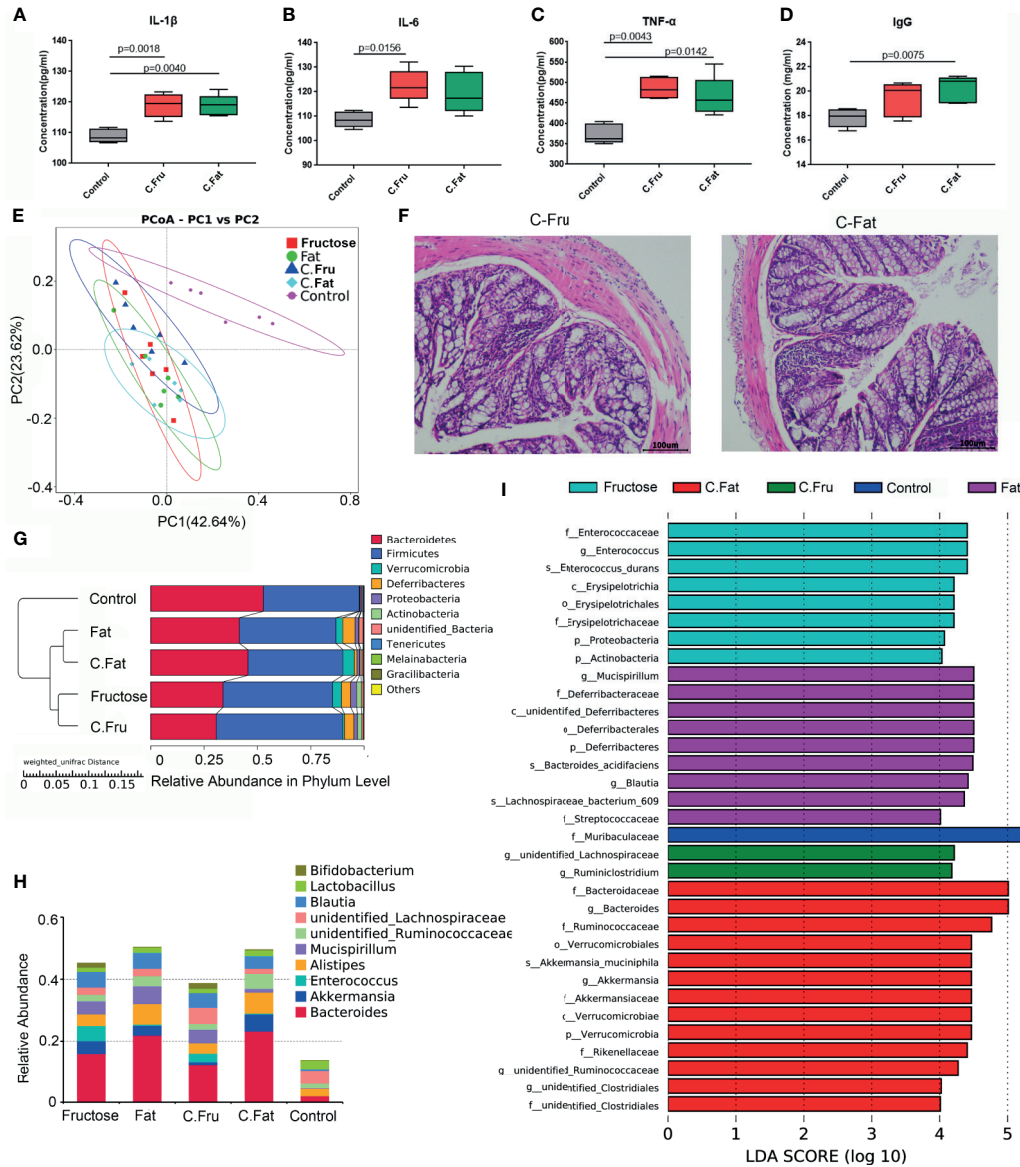 A
IL-1β
p=0.0018
p=0.0040
Concentration(pg/ml)
130
120
110
100
Control
C.Fru
C.Fat
B
IL-6
p=0.0156
Concentration(pg/ml)
140
130
120
110
100
90
Control
C.Fru
C.Fat
C
TNF-α
p=0.0043
p=0.0142
Concentration(pg/ml)
600
550
500
450
400
350
300
Control
C.Fru
C.Fat
D
IgG
p=0.0075
Concentration (mg/ml)
26
24
22
20
18
16
14
Control
C.Fru
C.Fat
E
PCoA - PC1 vs PC2
Fructose
Fat
C.Fru
C.Fat
Control
PC2(23.62%)
0.2
0.0
-0.2
-0.4
-0.4
0.0
0.4
0.8
PC1(42.64%)
F
C-Fru
100um
C-Fat
100um
G
Control
Fat
C.Fat
Fructose
C.Fru
weighted_unifrac Distance
0 0.05 0.10 0.15
0 0.25 0.5 0.75
Relative Abundance in Phylum Level
Bacteroidetes
Firmicutes
Verrucomicrobia
Deferribacteres
Proteobacteria
Actinobacteria
unidentified_Bacteria
Tenericutes
Melainabacteria
Gracilibacteria
Others
H
Relative Abundance
0.6
0.4
0.2
0
Fructose
Fat
C.Fru
C.Fat
Control
Bifidobacterium
Lactobacillus
Blautia
unidentified_Lachnospiraceae
unidentified_Ruminococcaceae
Mucispirillum
Alistipes
Enterococcus
Akkermansia
Bacteroides
I
Fructose
C.Fat
C.Fru
Control
Fat
f__Enterococcaceae
g__Enterococcus
s__Enterococcus_durans
c__Erysipelotrichia
o__Erysipelotrichales
f__Erysipelotrichaceae
p__Proteobacteria
p__Actinobacteria
g__Mucispirillum
f__Deferribacteraceae
c__unidentified_Deferribacteres
o__Deferribacterales
p__Deferribacteres
s__Bacteroides_acidifaciens
g__Blautia
s__Lachnospiraceae_bacterium_609
f__Streptococcaceae
f__Muribaculaceae
g__unidentified_Lachnospiraceae
g__Ruminiclostridium
f__Bacteroidaceae
g__Bacteroides
f__Ruminococcaceae
o__Verrucomicrobiales
s__Akkermansia_muciniphila
g__Akkermansia
f__Akkermansiaceae
c__Verrucomicrobiae
p__Verrucomicrobia
f__Rikenellaceae
g__unidentified_Ruminococcaceae
g__unidentified_Clostridiales
f__unidentified_Clostridiales
0 1 2 3 4 5
LDA SCORE (log 10)